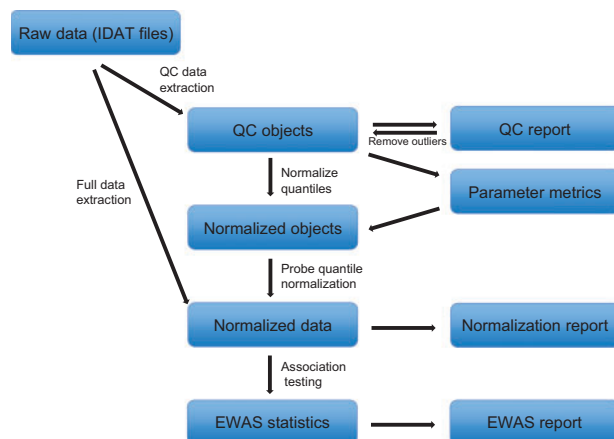 Raw data (IDAT files)
QC data
extraction
QC objects
Remove outliers
QC report
Normalize
quantiles
Full data
extraction
Parameter metrics
Normalized objects
Probe quantile
normalization
Normalized data
Normalization report
Association
testing
EWAS statistics
EWAS report